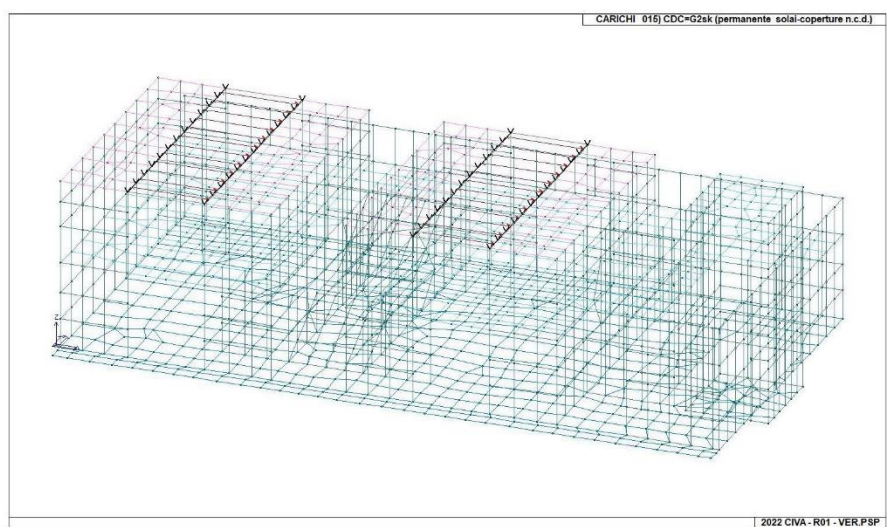 CARICHI 015) CDC=G2sk (permanente solai-coperture n.c.d.)
Z
2022 CIVA - R01 - VER.PSP